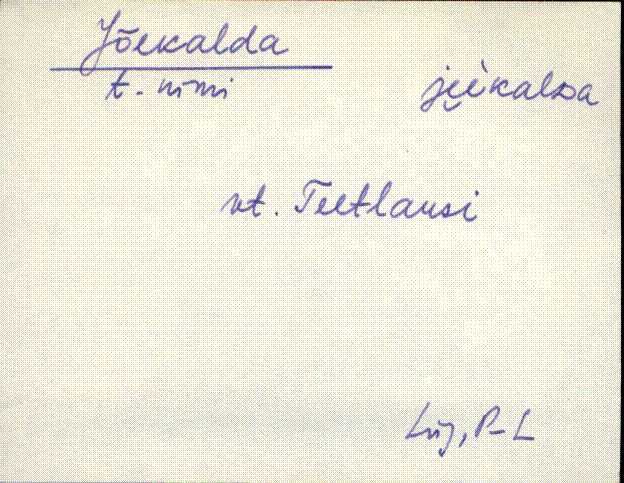 Jõekalda
t. nimi
vt. Teetlausi
Lüg, P-L